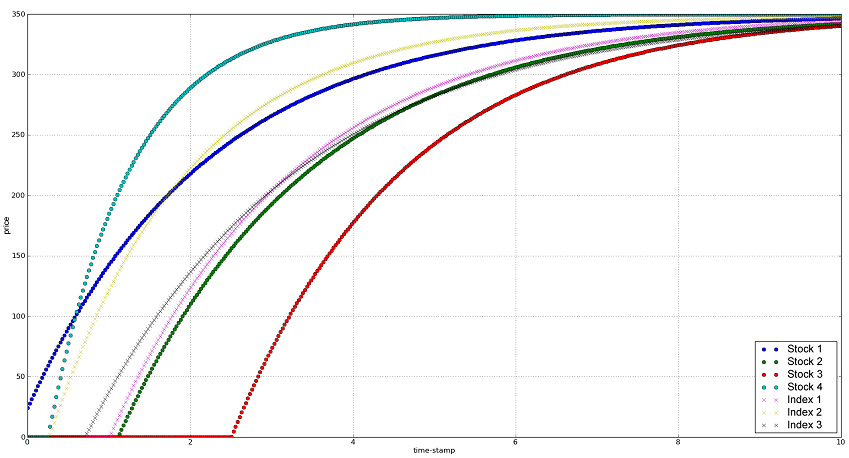 350
300
250
200
150
100
50
0
price
0 2 4 6 8 10
time-stamp
Stock 1
Stock 2
Stock 3
Stock 4
Index 1
Index 2
Index 3